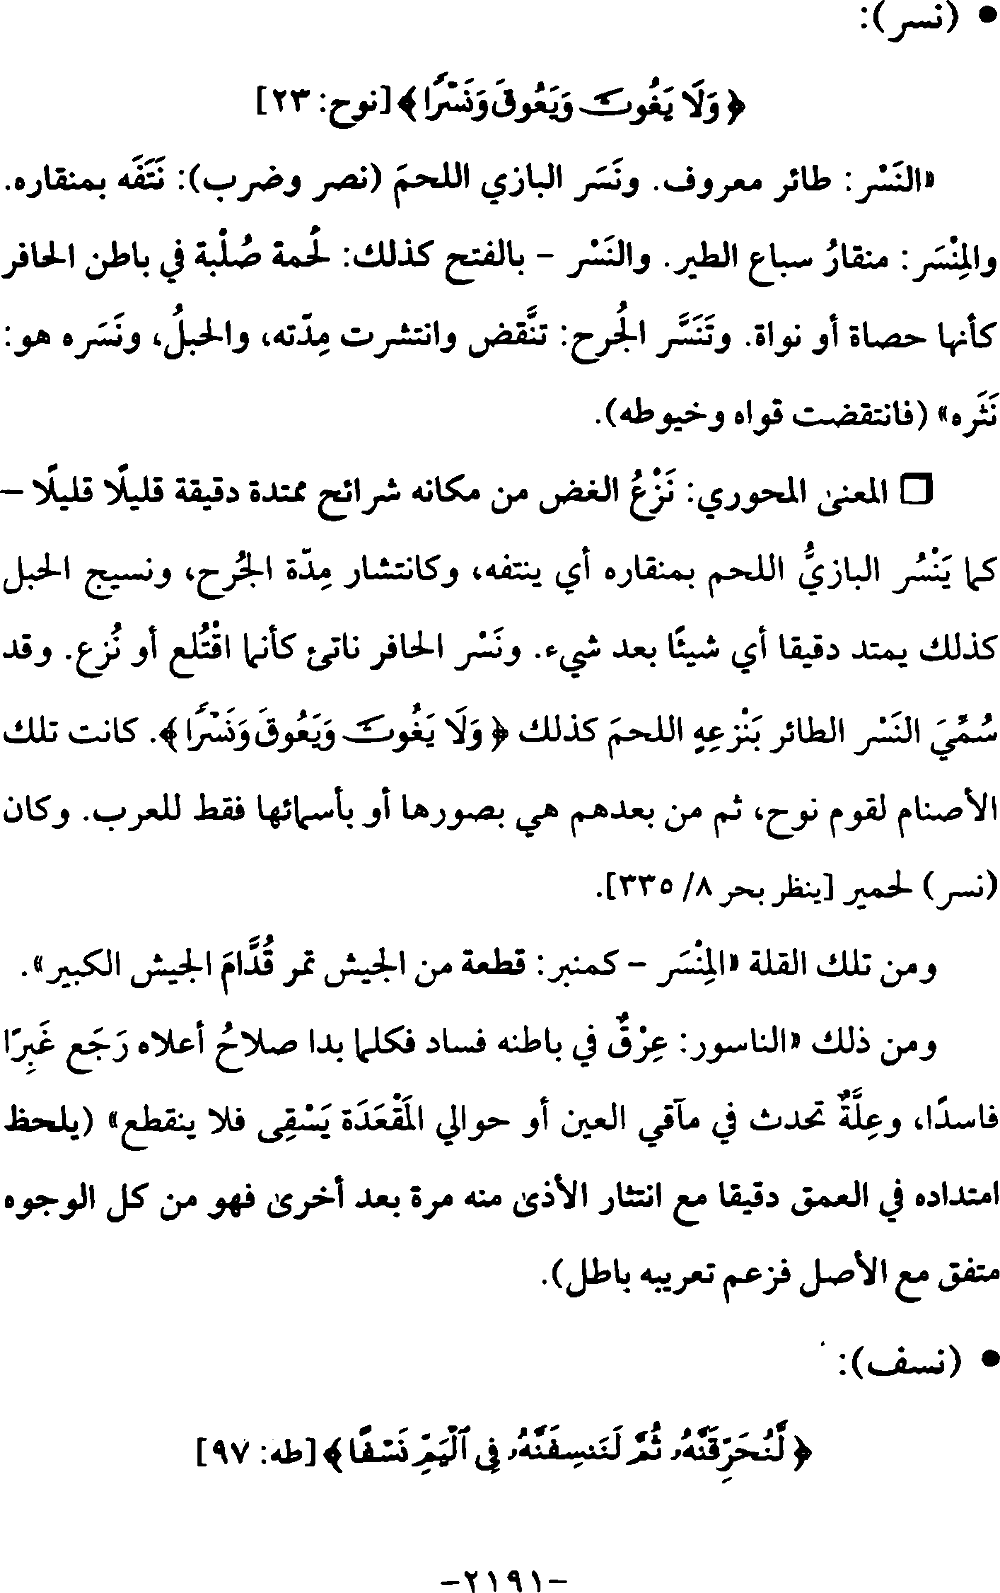 • (نسر):
﴿ وَلَا يَغُوثَ وَيَعُوقَ وَنَسْرًا ﴾ [نوح: ٢٣]
«النَسْر: طائر معروف. ونَسَر البازي اللحمَ (نصر وضرب): نَتَفَه بمنقاره.
والمِنْسَر: منقارُ سباع الطير. والنَسْر – بالفتح كذلك: لَحُمة صُلْبة في باطن الحافر
كأنها حصاة أو نواة. وتَنَسَّر الجُرح: تنَّقض وانتشرت مِدّته، والحبلُ، ونَسَره هو:
نَثَره» (فانتقضت قواه وخيوطه).
❑ المعنى المحوري: نَزْعُ الغض من مكانه شرائح ممتدة دقيقة قليلًا قليلًا –
كما يَنْسُر البازيُّ اللحم بمنقاره أي ينتفه، وكانتشار مِدّة الجُرح، ونسيج الحبل
كذلك يمتد دقيقا أي شيئًا بعد شيء. ونَسْر الحافر ناتئ كأنما اقْتُلع أو نُزع. وقد
سُمِّيَ النَسْر الطائر بَنْزعِهِ اللحمَ كذلك ﴿ وَلَا يَغُوثَ وَيَعُوقَ وَنَسْرًا ﴾. كانت تلك
الأصنام لقوم نوح، ثم من بعدهم هي بصورها أو بأسمائها فقط للعرب. وكان
(نسر) لحمير [ينظر بحر ٨/ ٣٣٥].
ومن تلك القلة «المِنْسَر – كمنبر: قطعة من الجيش تمر قُدَّامَ الجيش الكبير».
ومن ذلك «الناسور: عِرْقٌ في باطنه فساد فكلما بدا صلاحُ أعلاه رَجَع غَبِرًا
فاسدًا، وعِلَّةٌ تحدث في مآقي العين أو حوالي المَقْعَدَة يَسْقِى فلا ينقطع» (يلحظ
امتداده في العمق دقيقا مع انتثار الأذى منه مرة بعد أخرى فهو من كل الوجوه
متفق مع الأصل فزعم تعريبه باطل).
• (نسف):
﴿ لَّنُحَرِّقَنَّهُۥ ثُمَّ لَنَنسِفَنَّهُۥ فِي ٱلْيَمِّ نَسْفًا ﴾ [طه: ٩٧]
–٢١٩١–